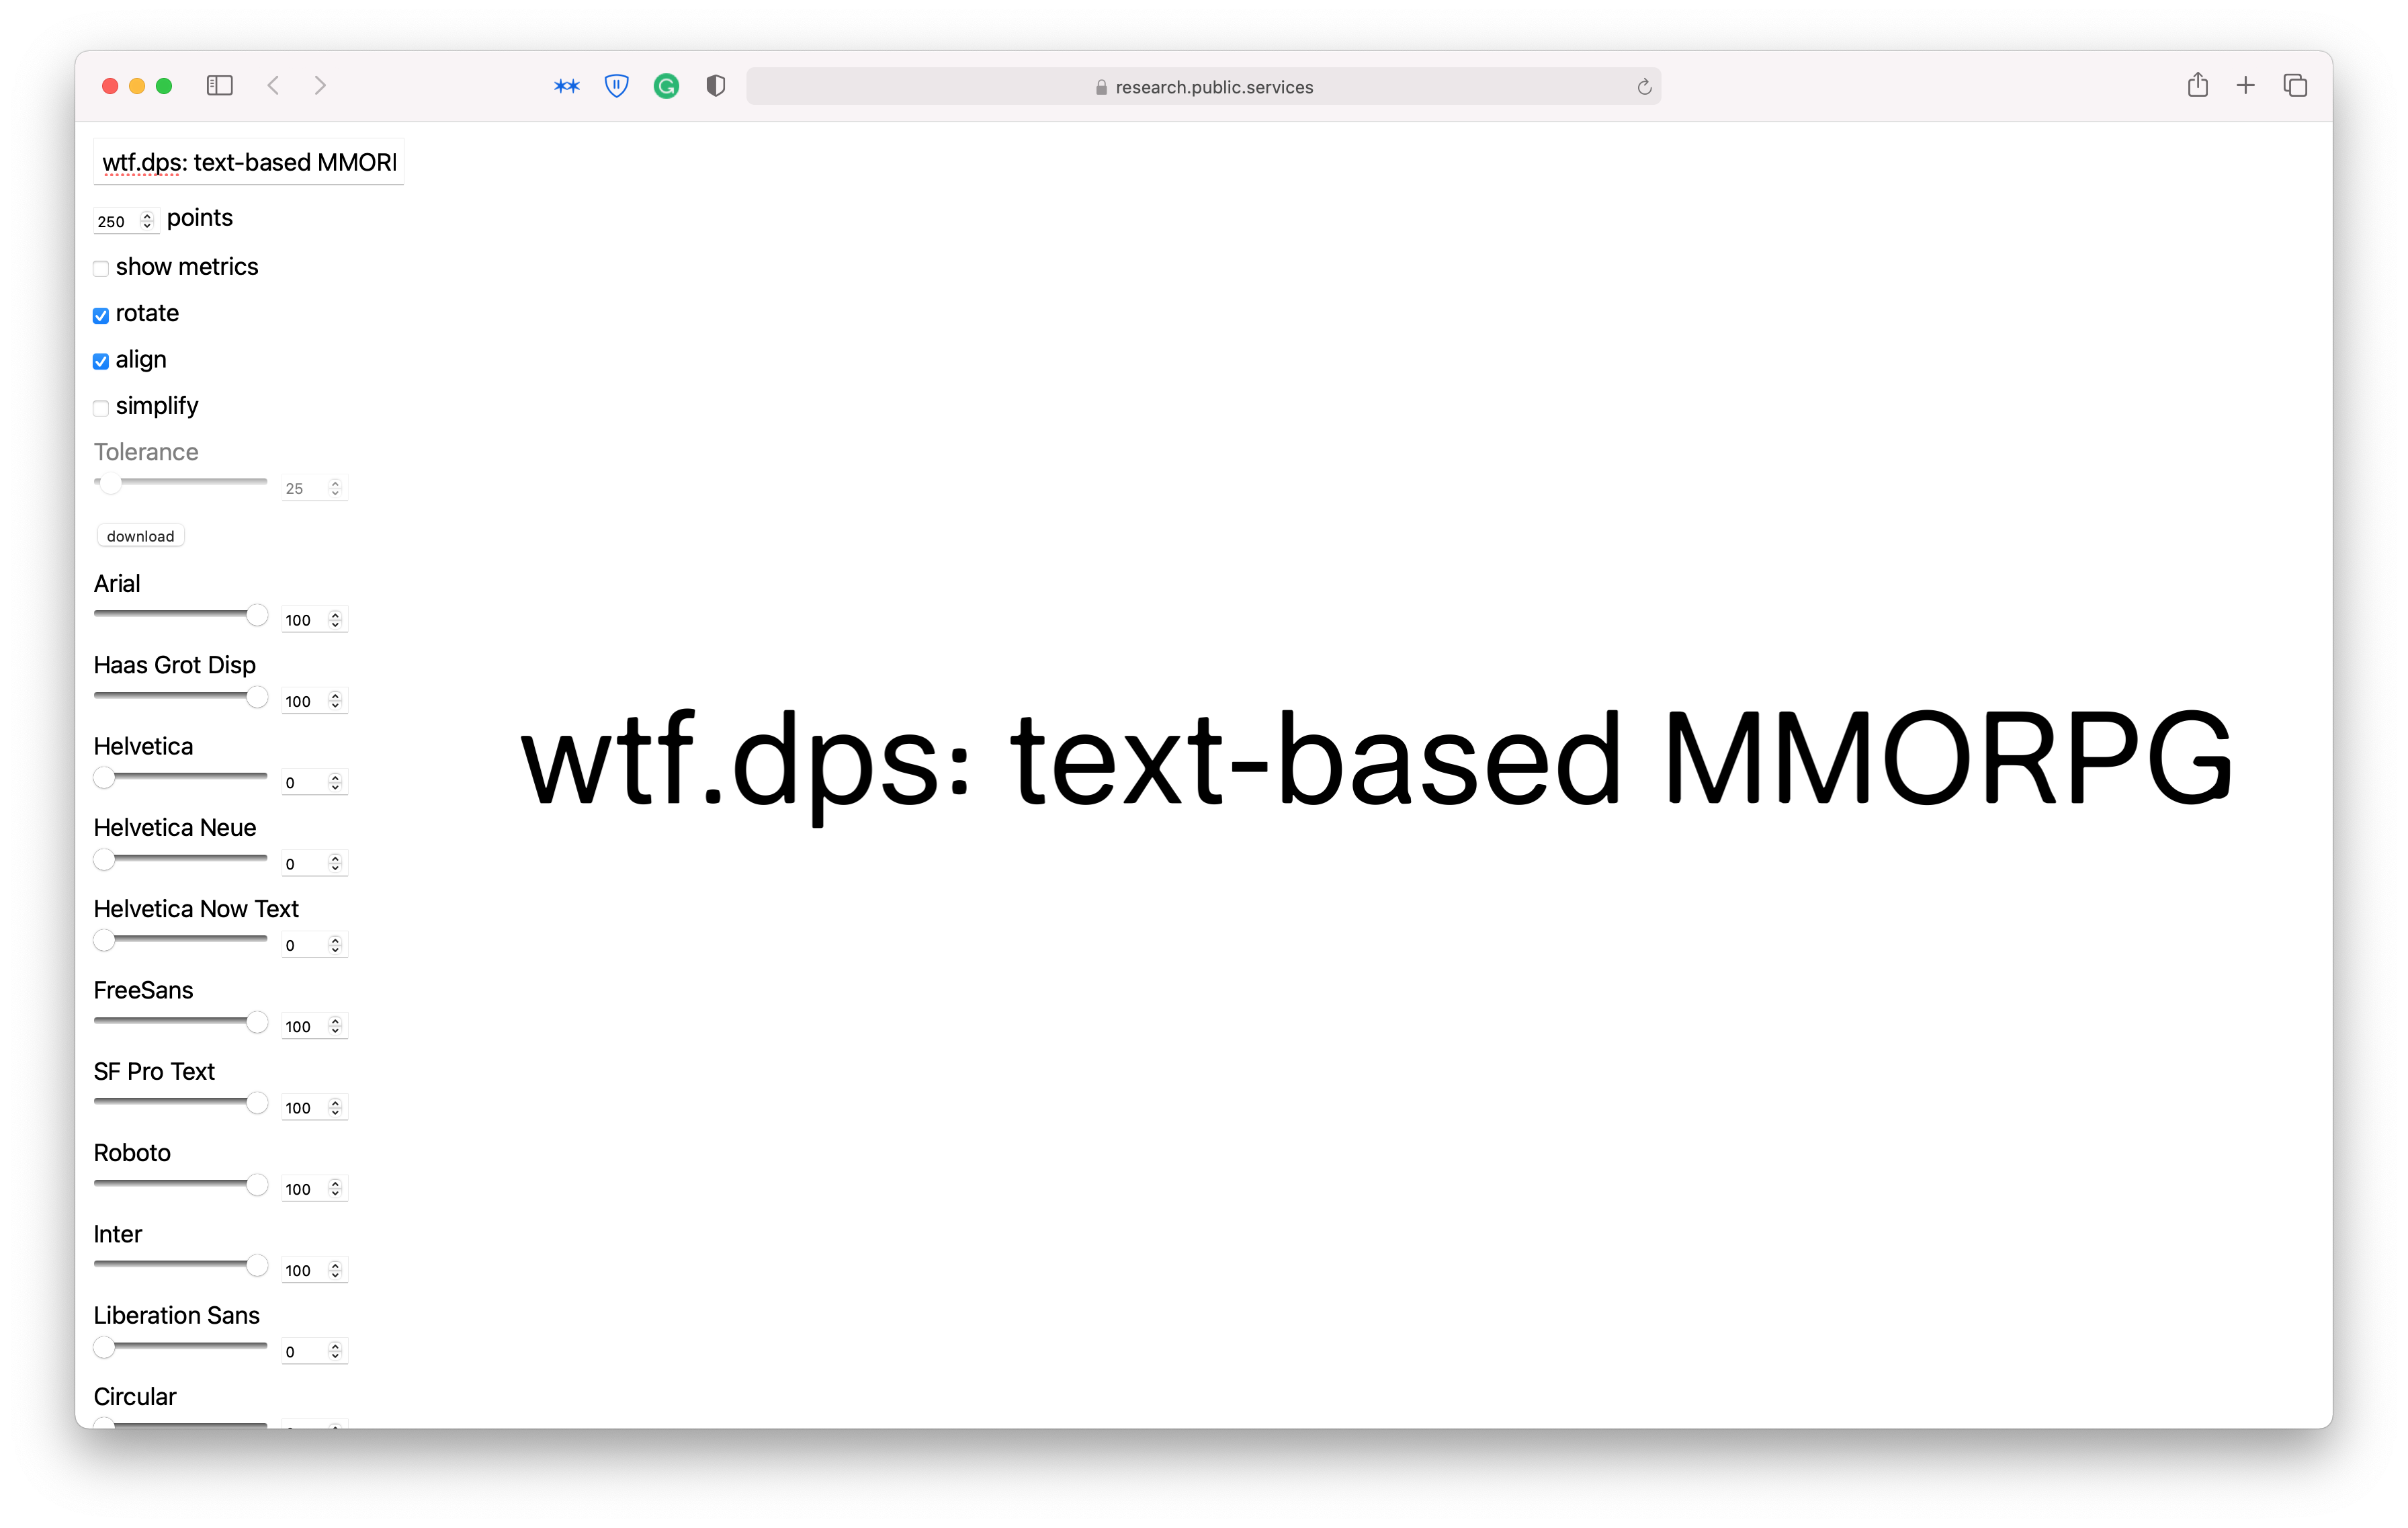 research.public.services
wtf.dps: text-based MMORI
250 points
show metrics
rotate
align
simplify
Tolerance
25
download
Arial
100
Haas Grot Disp
100
Helvetica
0
Helvetica Neue
0
Helvetica Now Text
0
FreeSans
100
SF Pro Text
100
Roboto
100
Inter
100
Liberation Sans
0
Circular
wtf.dps: text-based MMORPG